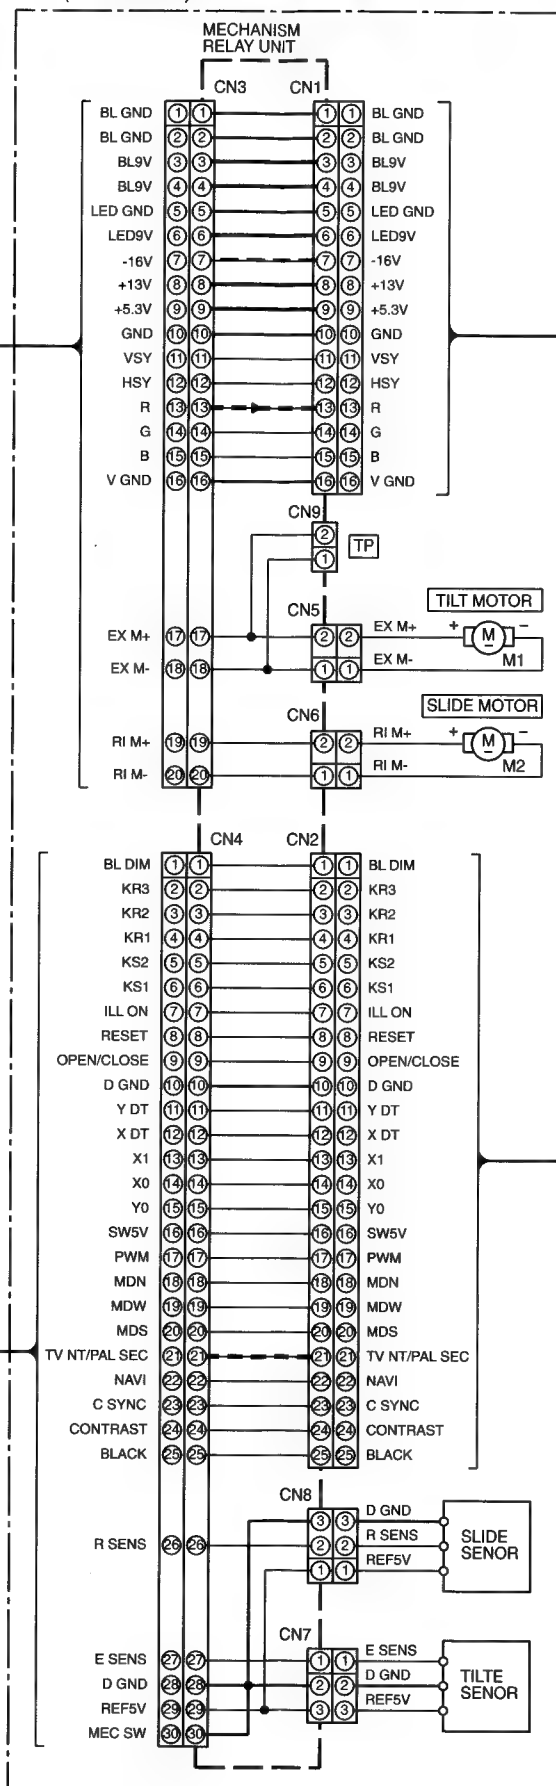 MECHANISM
RELAY UNIT
CN3 CN1
BL GND 1 1 1 1 BL GND
BL GND 2 2 2 2 BL GND
BL9V 3 3 3 3 BL9V
BL9V 4 4 4 4 BL9V
LED GND 5 5 5 5 LED GND
LED9V 6 6 6 6 LED9V
-16V 7 7 7 7 -16V
+13V 8 8 8 8 +13V
+5.3V 9 9 9 9 +5.3V
GND 10 10 10 10 GND
VSY 11 11 11 11 VSY
HSY 12 12 12 12 HSY
R 13 13 13 13 R
G 14 14 14 14 G
B 15 15 15 15 B
V GND 16 16 16 16 V GND
CN9
2
1
TP
CN5
TILT MOTOR
EX M+ 17 17 2 2 EX M+ + M -
EX M- 18 18 1 1 EX M- M1
CN6
SLIDE MOTOR
RI M+ 19 19 2 2 RI M+ + M -
RI M- 20 20 1 1 RI M- M2
CN4 CN2
BL DIM 1 1 1 1 BL DIM
KR3 2 2 2 2 KR3
KR2 3 3 3 3 KR2
KR1 4 4 4 4 KR1
KS2 5 5 5 5 KS2
KS1 6 6 6 6 KS1
ILL ON 7 7 7 7 ILL ON
RESET 8 8 8 8 RESET
OPEN/CLOSE 9 9 9 9 OPEN/CLOSE
D GND 10 10 10 10 D GND
Y DT 11 11 11 11 Y DT
X DT 12 12 12 12 X DT
X1 13 13 13 13 X1
X0 14 14 14 14 X0
Y0 15 15 15 15 Y0
SW5V 16 16 16 16 SW5V
PWM 17 17 17 17 PWM
MDN 18 18 18 18 MDN
MDW 19 19 19 19 MDW
MDS 20 20 20 20 MDS
TV NT/PAL SEC 21 21 21 21 TV NT/PAL SEC
NAVI 22 22 22 22 NAVI
C SYNC 23 23 23 23 C SYNC
CONTRAST 24 24 24 24 CONTRAST
BLACK 25 25 25 25 BLACK
CN8
3 3 D GND
R SENS 26 26 2 2 R SENS
1 1 REF5V
SLIDE
SENOR
CN7
E SENS 27 27 1 1 E SENS
D GND 28 28 2 2 D GND
REF5V 29 29 3 3 REF5V
MEC SW 30 30
TILTE
SENOR